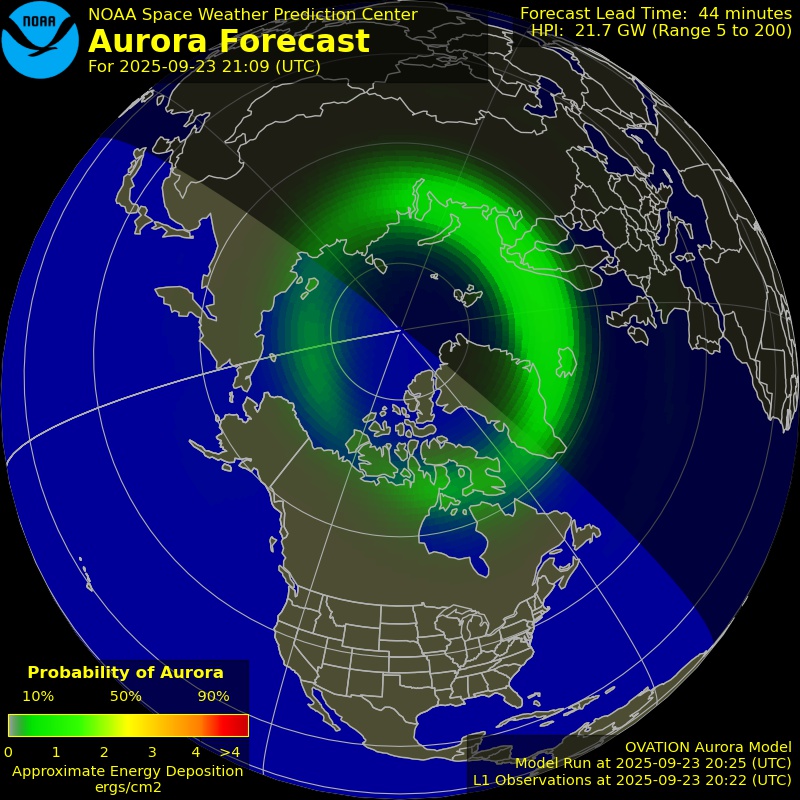 NOAA
NOAA Space Weather Prediction Center
Aurora Forecast
For 2025-09-23 21:09 (UTC)
Forecast Lead Time: 44 minutes
HPI: 21.7 GW (Range 5 to 200)
Probability of Aurora
10% 50% 90%
0 1 2 3 4 >4
Approximate Energy Deposition
ergs/cm2
OVATION Aurora Model
Model Run at 2025-09-23 20:25 (UTC)
L1 Observations at 2025-09-23 20:22 (UTC)